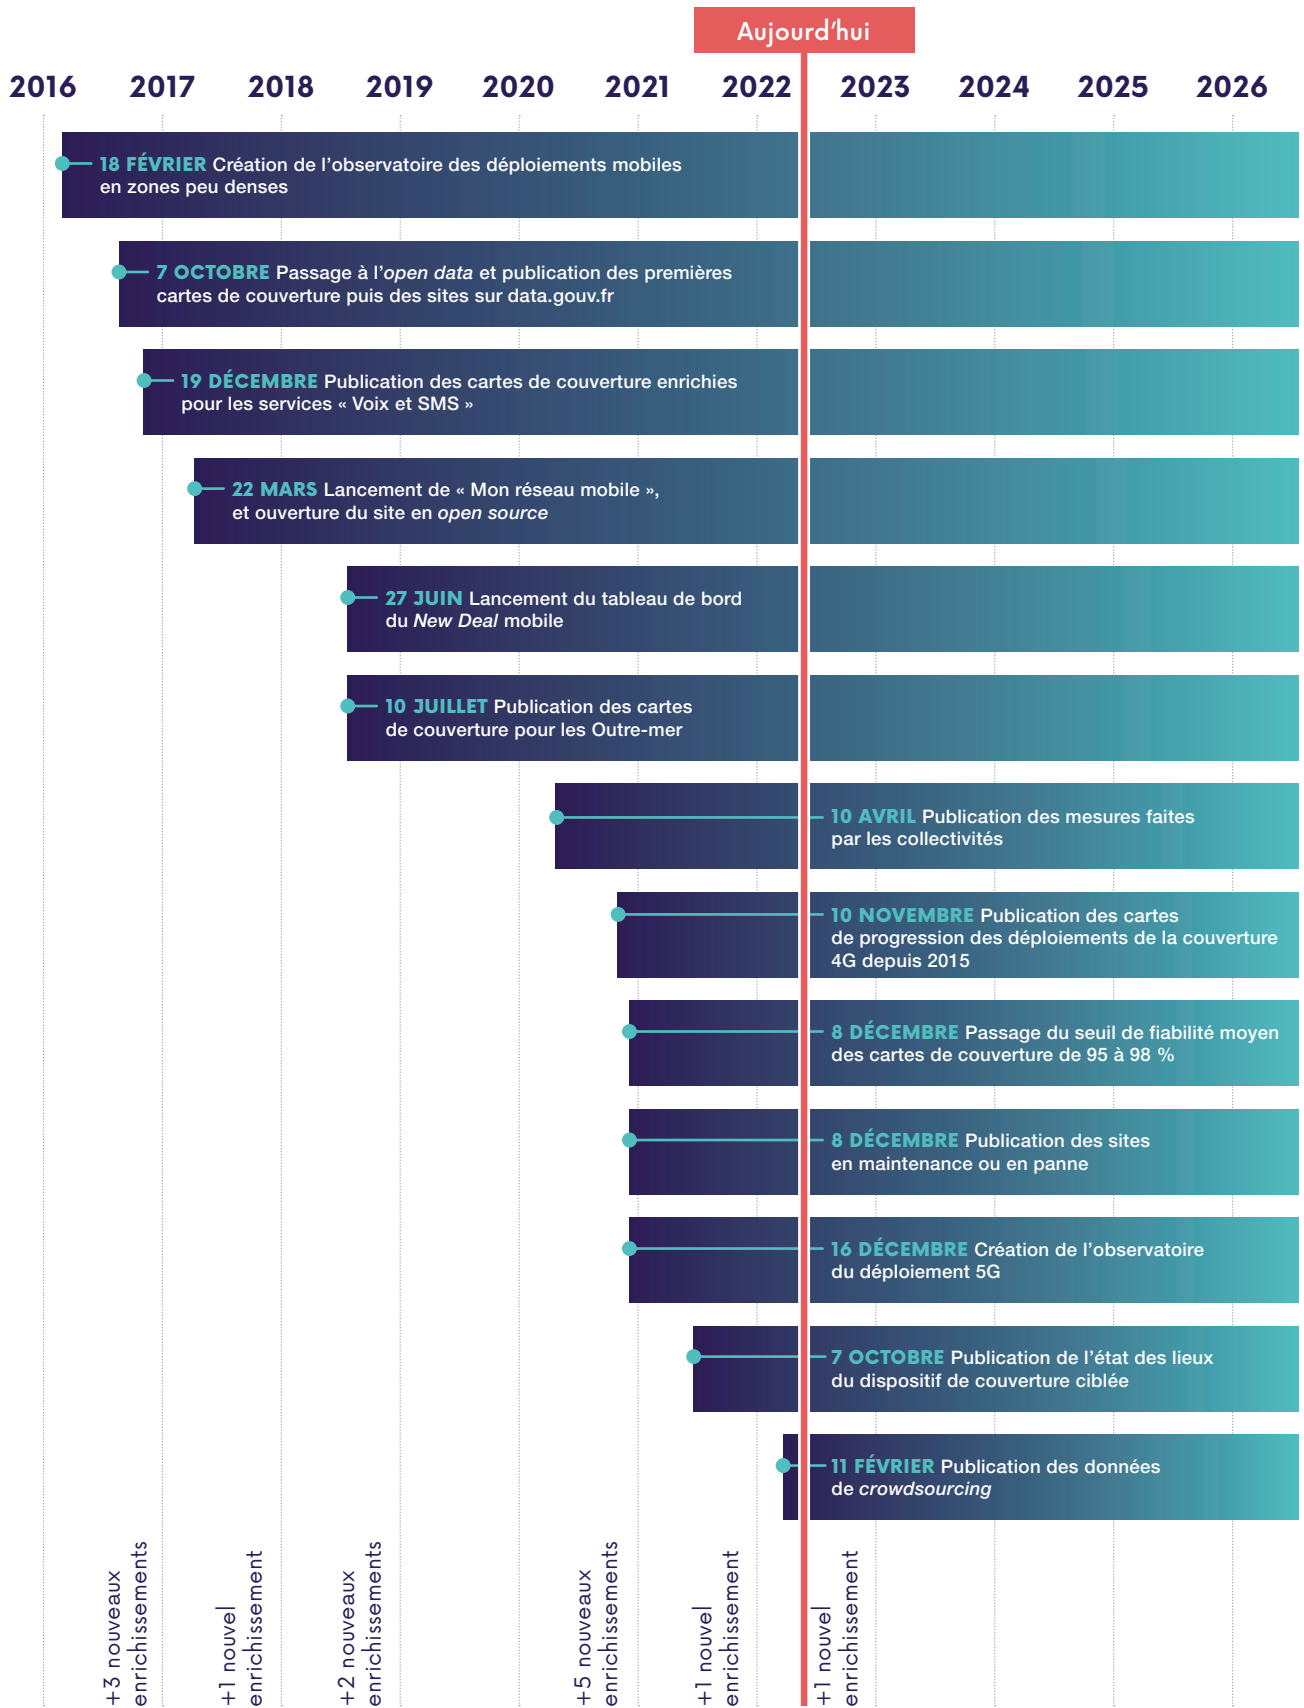 Aujourd'hui
2016 2017 2018 2019 2020 2021 2022 2023 2024 2025 2026
18 FÉVRIER Création de l'observatoire des déploiements mobiles
en zones peu denses
7 OCTOBRE Passage à l'open data et publication des premières
cartes de couverture puis des sites sur data.gouv.fr
19 DÉCEMBRE Publication des cartes de couverture enrichies
pour les services « Voix et SMS »
22 MARS Lancement de « Mon réseau mobile »,
et ouverture du site en open source
27 JUIN Lancement du tableau de bord
du New Deal mobile
10 JUILLET Publication des cartes
de couverture pour les Outre-mer
10 AVRIL Publication des mesures faites
par les collectivités
10 NOVEMBRE Publication des cartes
de progression des déploiements de la couverture
4G depuis 2015
8 DÉCEMBRE Passage du seuil de fiabilité moyen
des cartes de couverture de 95 à 98 %
8 DÉCEMBRE Publication des sites
en maintenance ou en panne
16 DÉCEMBRE Création de l'observatoire
du déploiement 5G
7 OCTOBRE Publication de l'état des lieux
du dispositif de couverture ciblée
11 FÉVRIER Publication des données
de crowdsourcing
+3 nouveaux
enrichissements
+1 nouvel
enrichissement
+2 nouveaux
enrichissements
+5 nouveaux
enrichissements
+1 nouvel
enrichissement
+1 nouvel
enrichissement